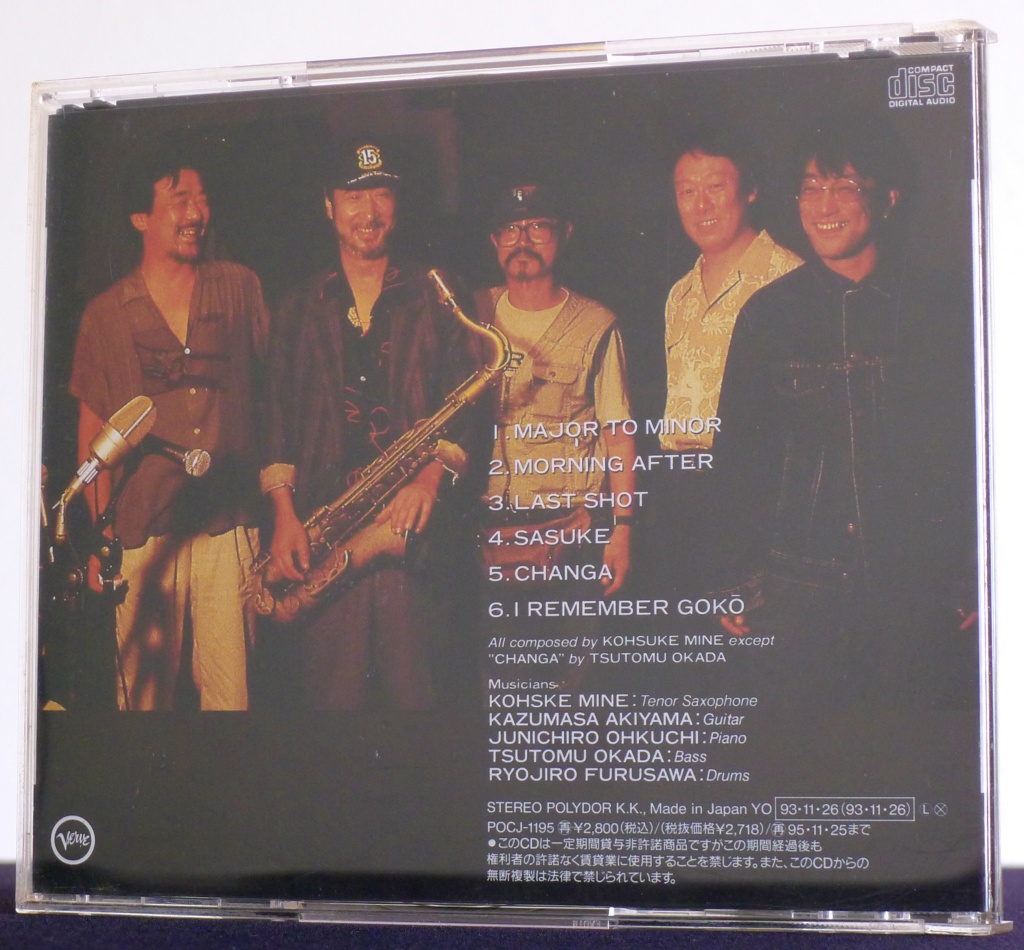 COMPACT
disc
DIGITAL AUDIO
15
1. MAJOR TO MINOR
2. MORNING AFTER
3. LAST SHOT
4. SASUKE
5. CHANGA
6. I REMEMBER GOKŌ
All composed by KOHSUKE MINE except
"CHANGA" by TSUTOMU OKADA
Musicians
KOHSKE MINE: Tenor Saxophone
KAZUMASA AKIYAMA: Guitar
JUNICHIRO OHKUCHI: Piano
TSUTOMU OKADA: Bass
RYOJIRO FURUSAWA: Drums
STEREO POLYDOR K.K., Made in Japan YO 93・11・26 (93・11・26) Ⓛ ⓧ
POCJ-1195 再 ¥2,800 (税込)/(税抜価格¥2,718)/再 95・11・25まで
●このCDは一定期間貸与非許諾商品ですがこの期間経過後も
権利者の許諾なく賃貸業に使用することを禁じます。また、このCDからの
無断複製は法律で禁じられています。
Verve